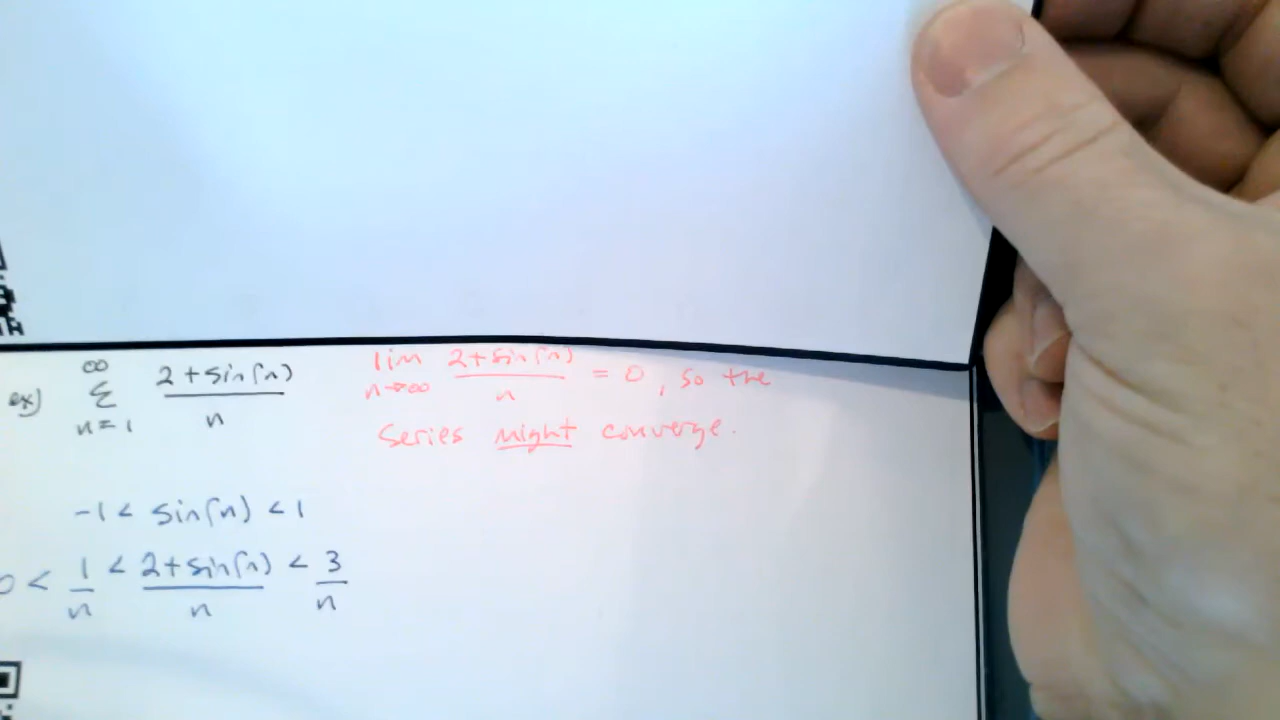 ex) ∞ Σ n=1 2+sin(n) / n
lim n→∞ 2+sin(n) / n = 0, so the
series might converge.
-1 < sin(n) < 1
0 < 1/n < 2+sin(n) / n < 3/n